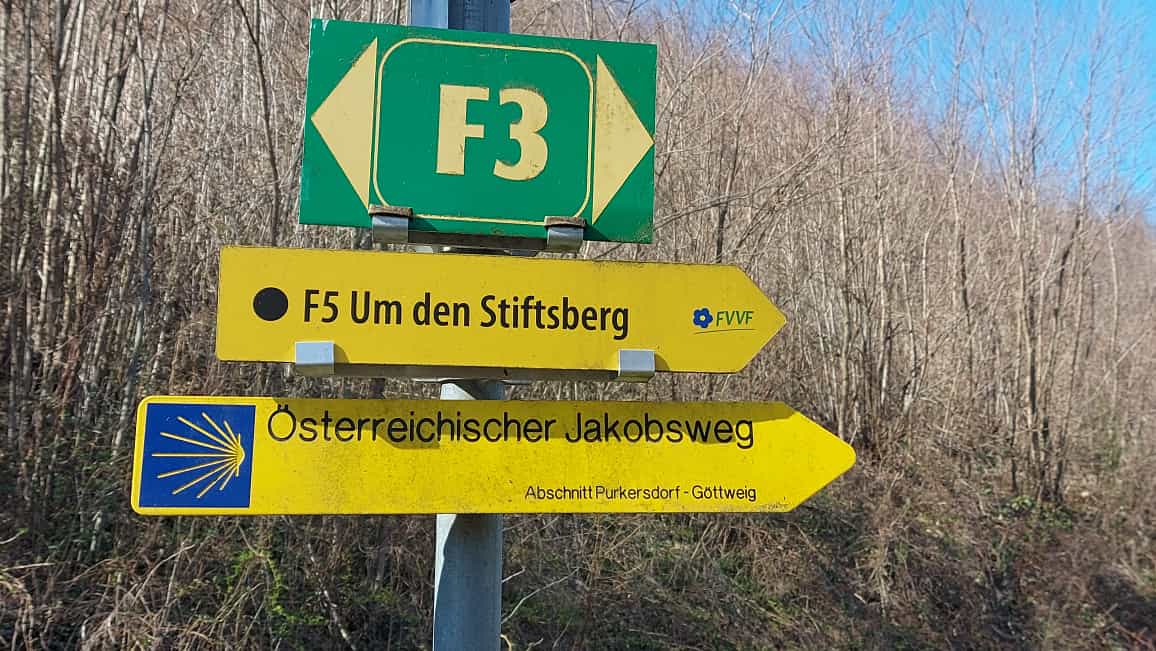 F3
F5 Um den Stiftsberg
FVVF
Österreichischer Jakobsweg
Abschnitt Purkersdorf - Göttweig